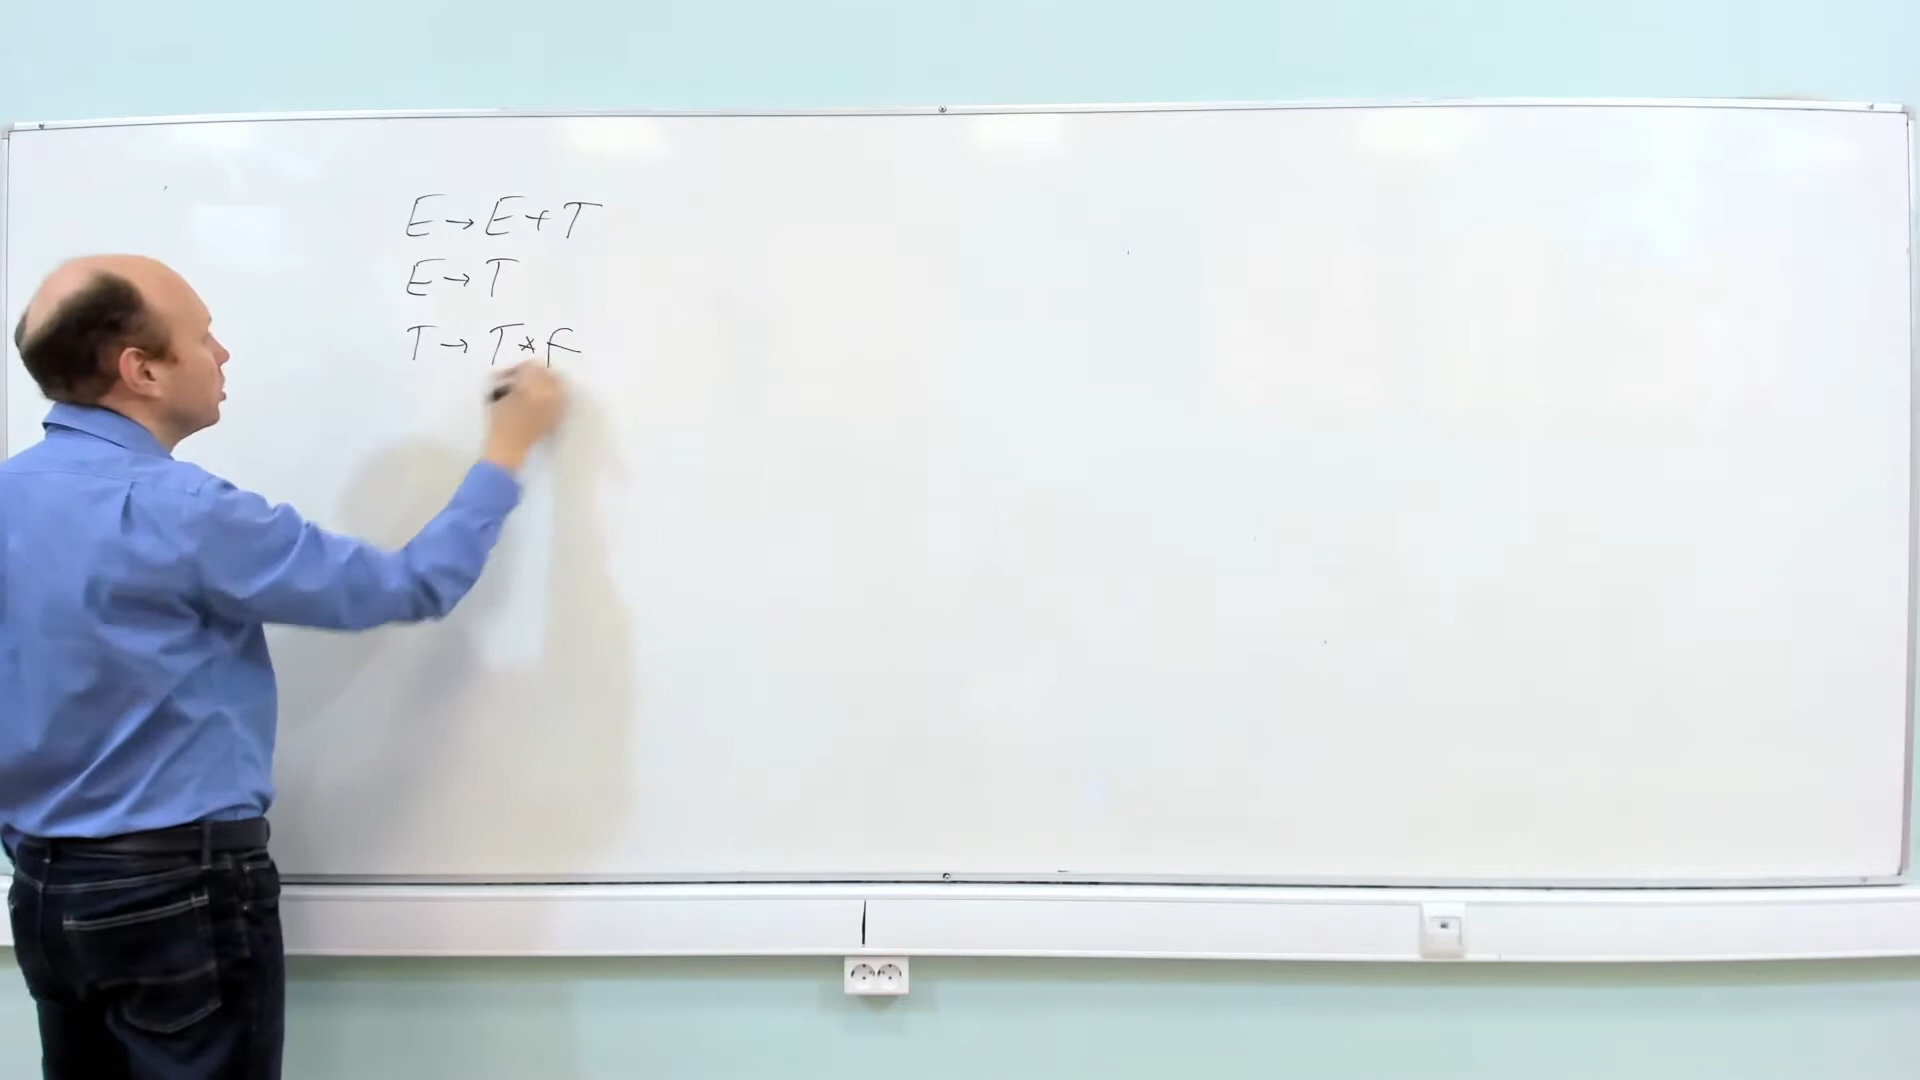 E → E + T
E → T
T → T * F